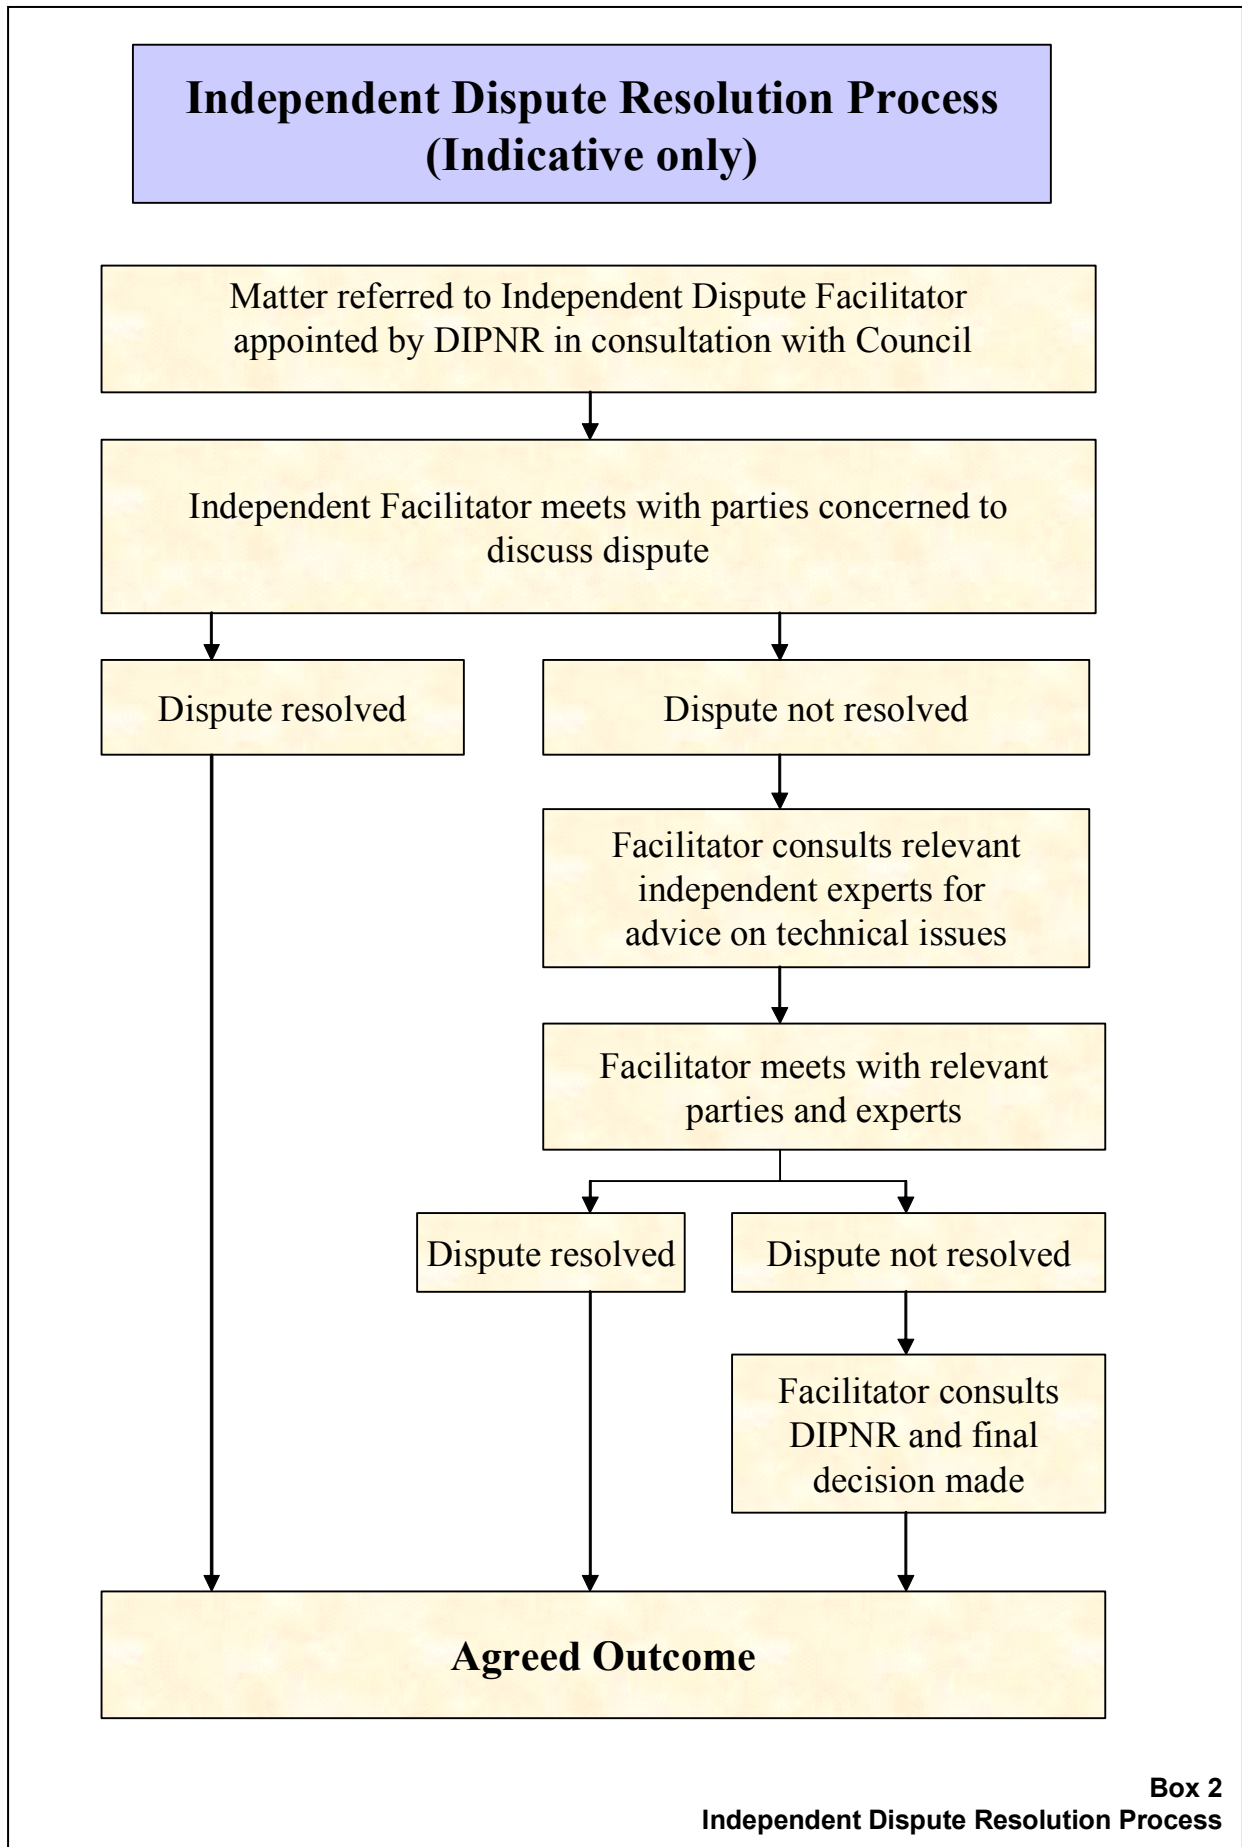 Independent Dispute Resolution Process
(Indicative only)
Matter referred to Independent Dispute Facilitator
appointed by DIPNR in consultation with Council
Independent Facilitator meets with parties concerned to
discuss dispute
Dispute resolved
Dispute not resolved
Facilitator consults relevant
independent experts for
advice on technical issues
Facilitator meets with relevant
parties and experts
Dispute resolved
Dispute not resolved
Facilitator consults
DIPNR and final
decision made
Agreed Outcome
Box 2
Independent Dispute Resolution Process